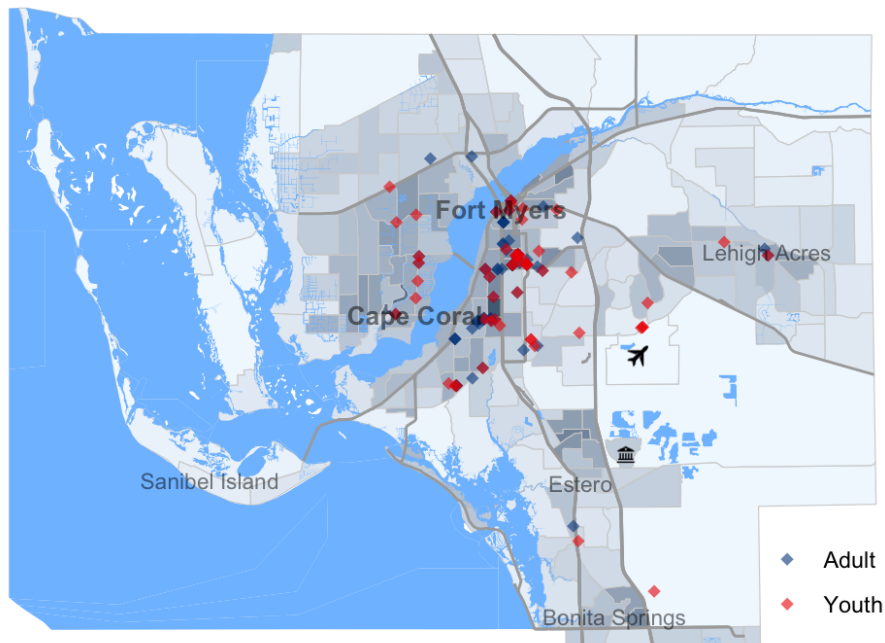 Fort Myers
Lehigh Acres
Cape Coral
Sanibel Island
Estero
Adult
Youth
Bonita Springs